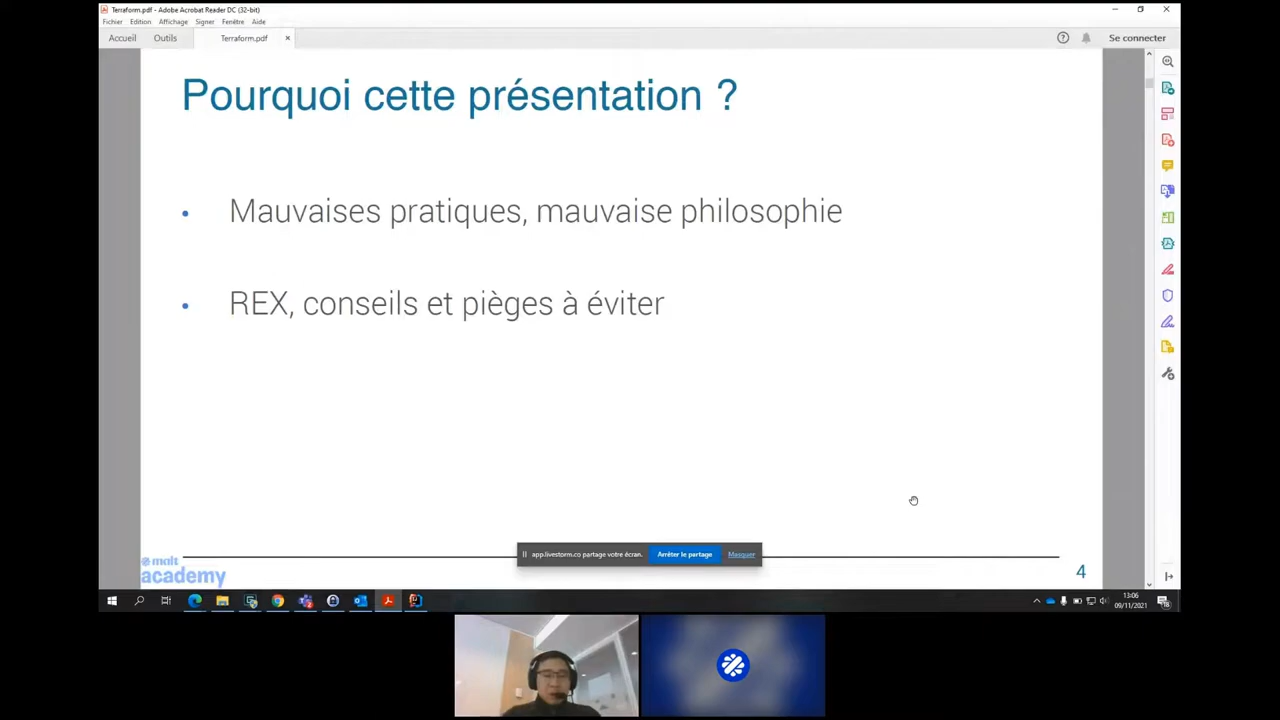 Terraform.pdf - Adobe Acrobat Reader DC (32-bit)
Fichier Edition Affichage Signer Fenêtre Aide
Accueil Outils Terraform.pdf Se connecter
Pourquoi cette présentation ?
• Mauvaises pratiques, mauvaise philosophie
• REX, conseils et pièges à éviter
app.livestorm.co partage votre écran. Arrêter le partage Masquer
malt
academy
4
13:06
09/11/2021